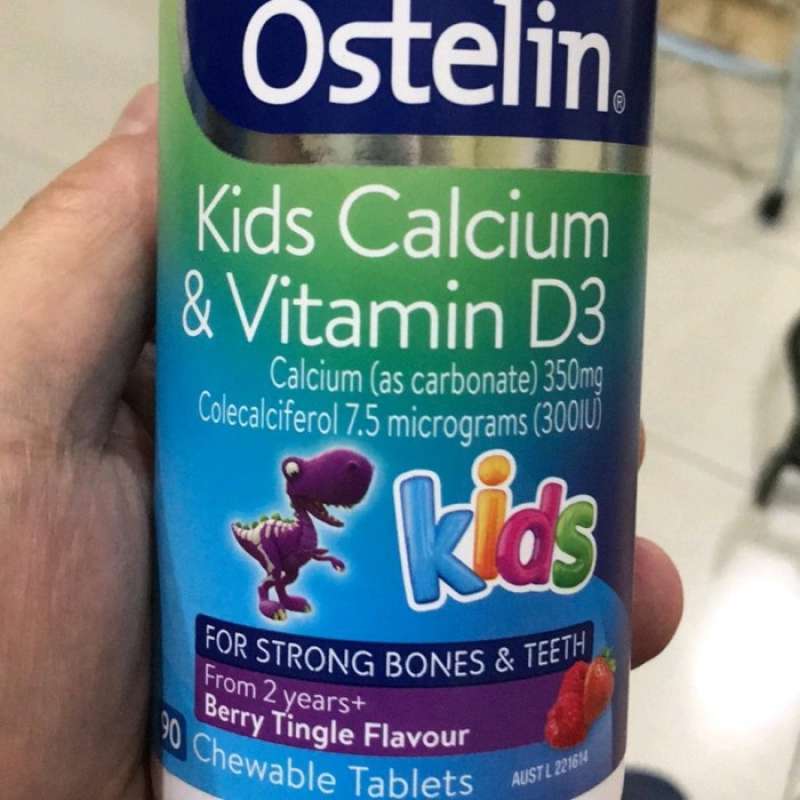 Ostelin®
Kids Calcium
& Vitamin D3
Calcium (as carbonate) 350mg
Colecalciferol 7.5 micrograms (300IU)
kids
FOR STRONG BONES & TEETH
From 2 years+
Berry Tingle Flavour
90 Chewable Tablets
AUST L 221614